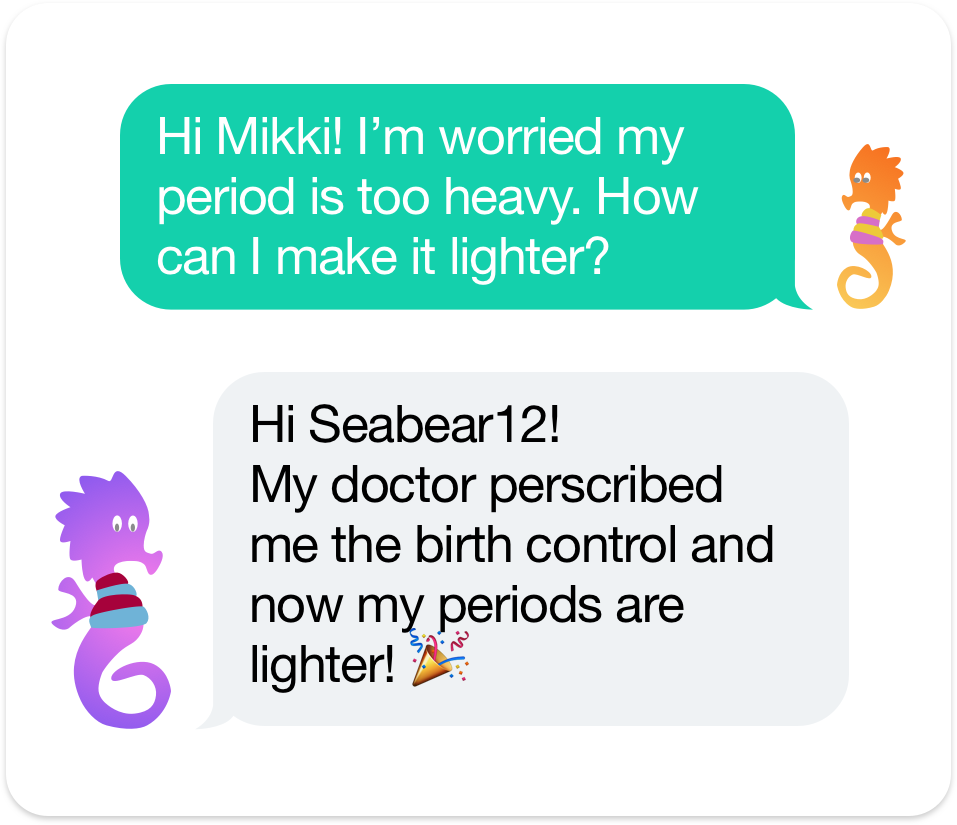 Hi Mikki! I’m worried my
period is too heavy. How
can I make it lighter?
Hi Seabear12!
My doctor perscribed
me the birth control and
now my periods are
lighter! 🎉